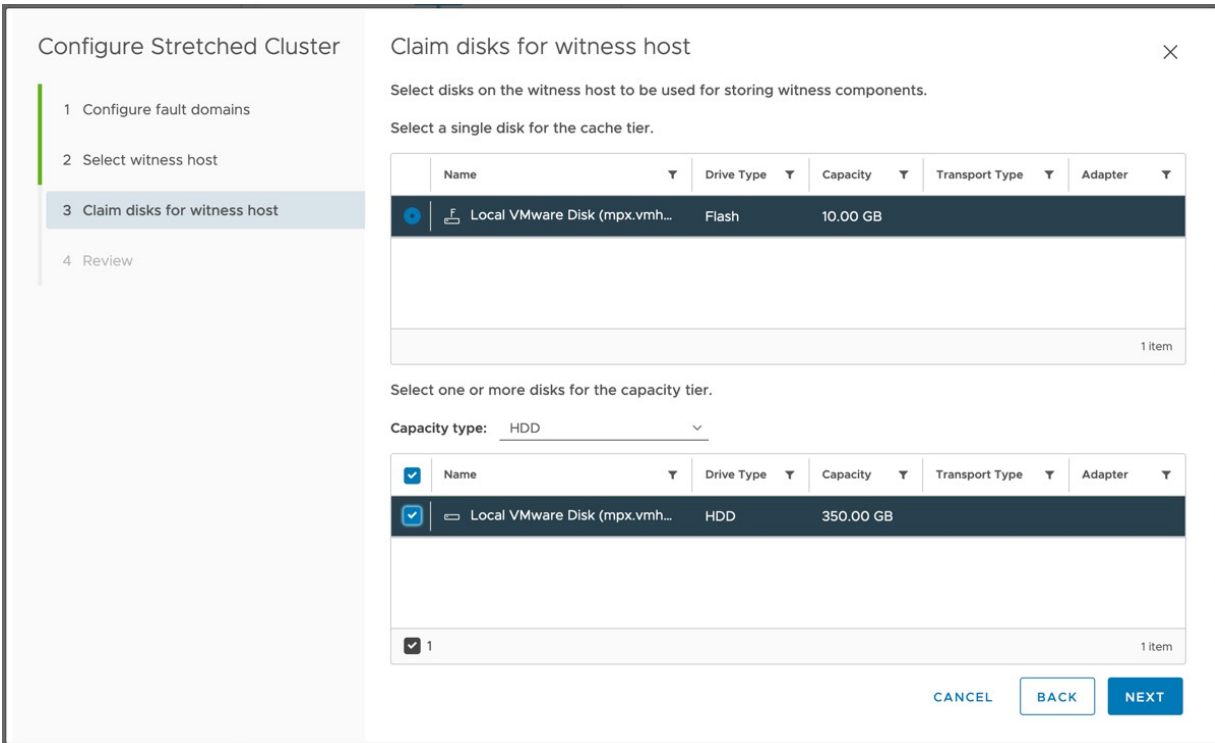 Configure Stretched Cluster
1 Configure fault domains
2 Select witness host
3 Claim disks for witness host
4 Review
Claim disks for witness host
Select disks on the witness host to be used for storing witness components.
Select a single disk for the cache tier.
Name Drive Type Capacity Transport Type Adapter
Local VMware Disk (mpx.vmh... Flash 10.00 GB
1 item
Select one or more disks for the capacity tier.
Capacity type: HDD
Name Drive Type Capacity Transport Type Adapter
Local VMware Disk (mpx.vmh... HDD 350.00 GB
1 1 item
CANCEL BACK NEXT